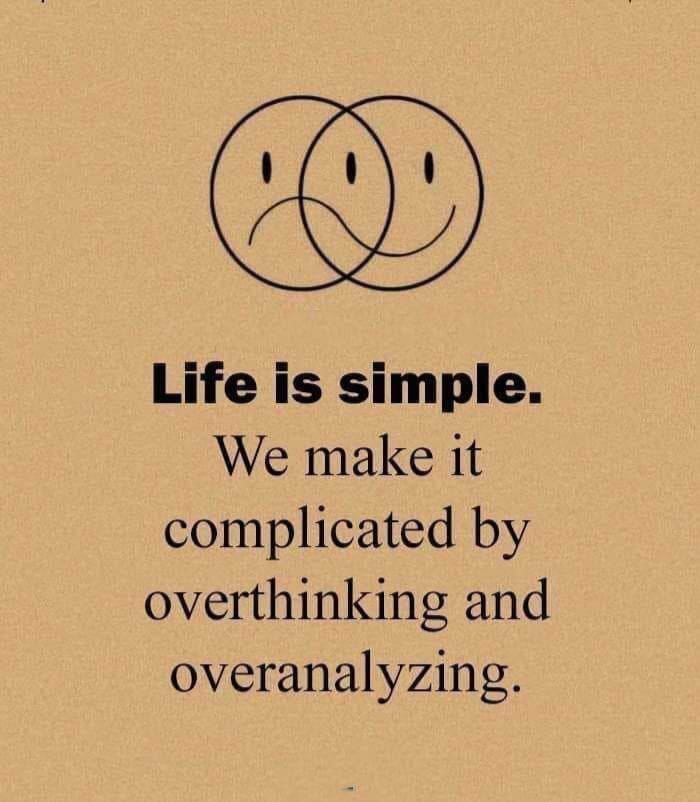 Life is simple.
We make it
complicated by
overthinking and
overanalyzing.